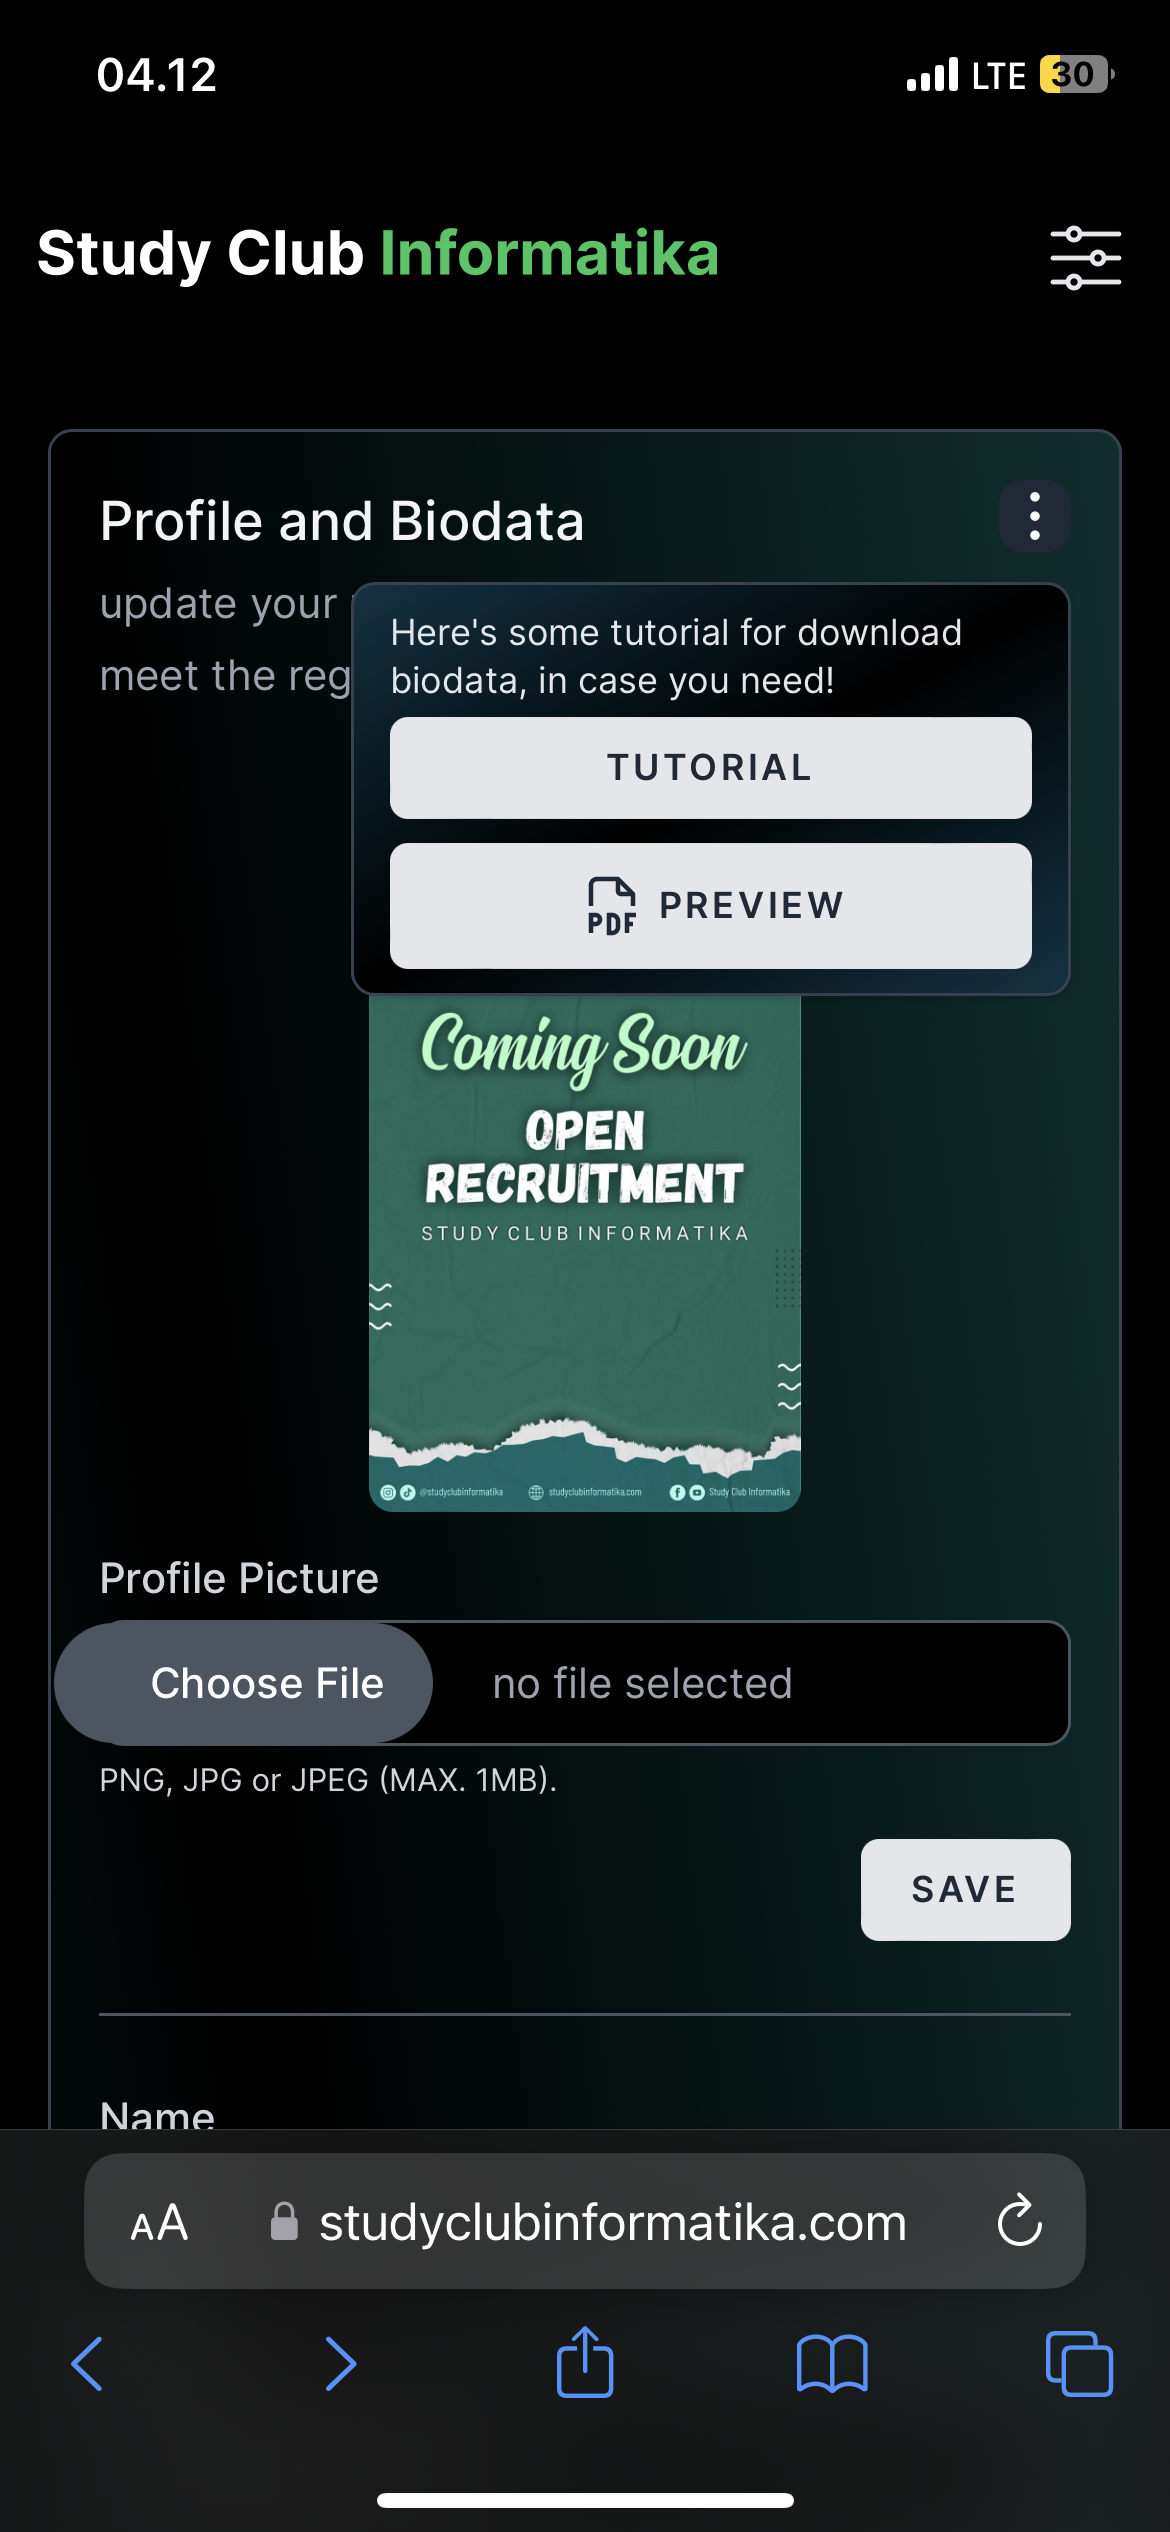 04.12
LTE 30
Study Club Informatika
Profile and Biodata
update your
meet the reg
Here's some tutorial for download
biodata, in case you need!
TUTORIAL
PDF PREVIEW
Coming Soon
OPEN
RECRUITMENT
STUDY CLUB INFORMATIKA
@studyclubinformatika studyclubinformatika.com Study Club Informatika
Profile Picture
Choose File no file selected
PNG, JPG or JPEG (MAX. 1MB).
SAVE
Name
AA studyclubinformatika.com